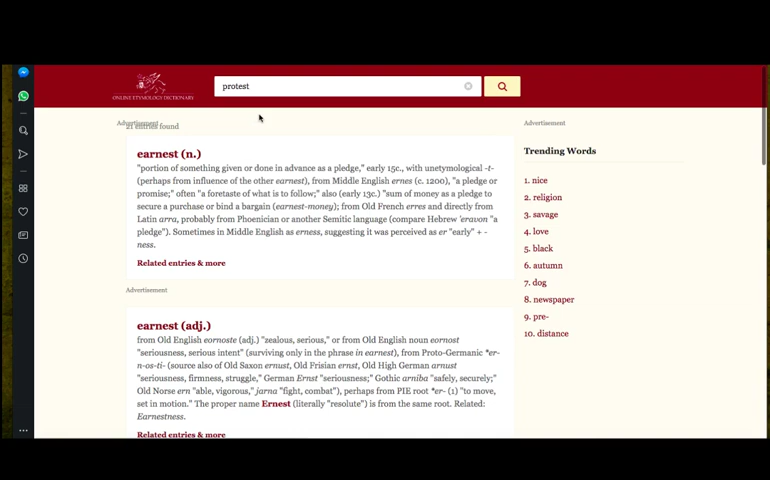 protest
ONLINE ETYMOLOGY DICTIONARY
Advertisement
21 entries found
Advertisement
earnest (n.)
"portion of something given or done in advance as a pledge," early 15c., with unetymological -t-
(perhaps from influence of the other earnest), from Middle English ernes (c. 1200), "a pledge or
promise;" often "a foretaste of what is to follow;" also (early 13c.) "sum of money as a pledge to
secure a purchase or bind a bargain (earnest-money); from Old French erres and directly from
Latin arra, probably from Phoenician or another Semitic language (compare Hebrew 'eravon "a
pledge"). Sometimes in Middle English as erness, suggesting it was perceived as er "early" + -
ness.
Related entries & more
Advertisement
earnest (adj.)
from Old English eornoste (adj.) "zealous, serious," or from Old English noun eornost
"seriousness, serious intent" (surviving only in the phrase in earnest), from Proto-Germanic *er-
n-os-ti- (source also of Old Saxon ernust, Old Frisian ernst, Old High German arnust
"seriousness, firmness, struggle," German Ernst "seriousness;" Gothic arniba "safely, securely;"
Old Norse ern "able, vigorous," jarna "fight, combat"), perhaps from PIE root *er- (1) "to move,
set in motion." The proper name Ernest (literally "resolute") is from the same root. Related:
Earnestness.
Related entries & more
Trending Words
1. nice
2. religion
3. savage
4. love
5. black
6. autumn
7. dog
8. newspaper
9. pre-
10. distance